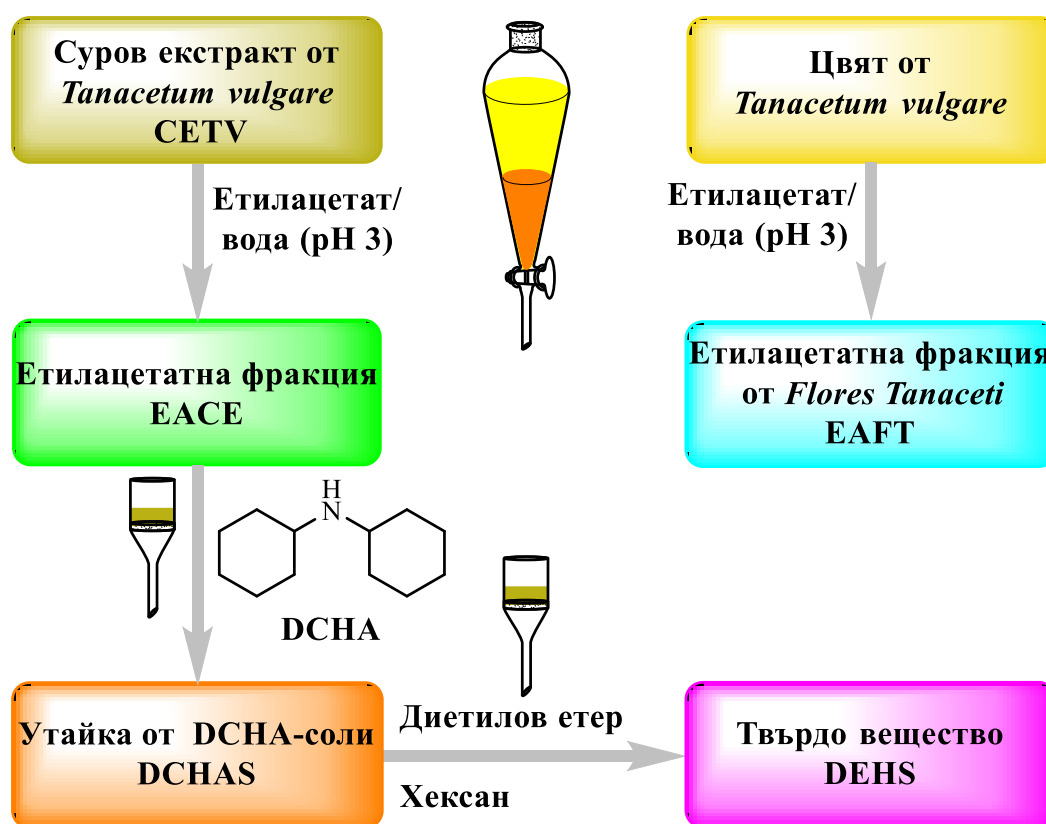 Суров екстракт от
Tanacetum vulgare
CETV
Цвят от
Tanacetum vulgare
Етилацетат/
вода (pH 3)
Етилацетат/
вода (pH 3)
Етилацетатна фракция
EACE
Етилацетатна фракция
от Flores Tanaceti
EAFT
H
N
DCHA
Утайка от DCHA-соли
DCHAS
Диетилов етер
Хексан
Твърдо вещество
DEHS